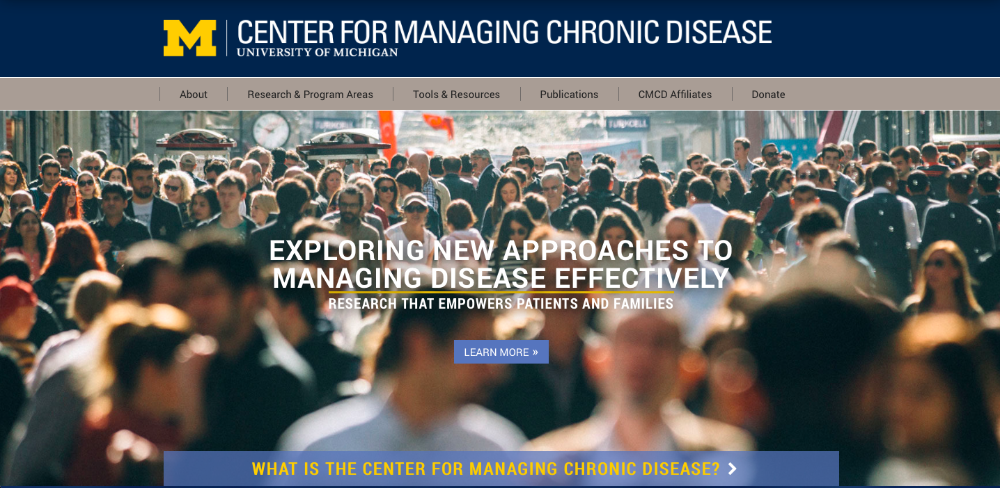 M
CENTER FOR MANAGING CHRONIC DISEASE
UNIVERSITY OF MICHIGAN
About
Research & Program Areas
Tools & Resources
Publications
CMCD Affiliates
Donate
TURKCELL
TURKCELL
EXPLORING NEW APPROACHES TO
MANAGING DISEASE EFFECTIVELY
RESEARCH THAT EMPOWERS PATIENTS AND FAMILIES
LEARN MORE »
WHAT IS THE CENTER FOR MANAGING CHRONIC DISEASE?